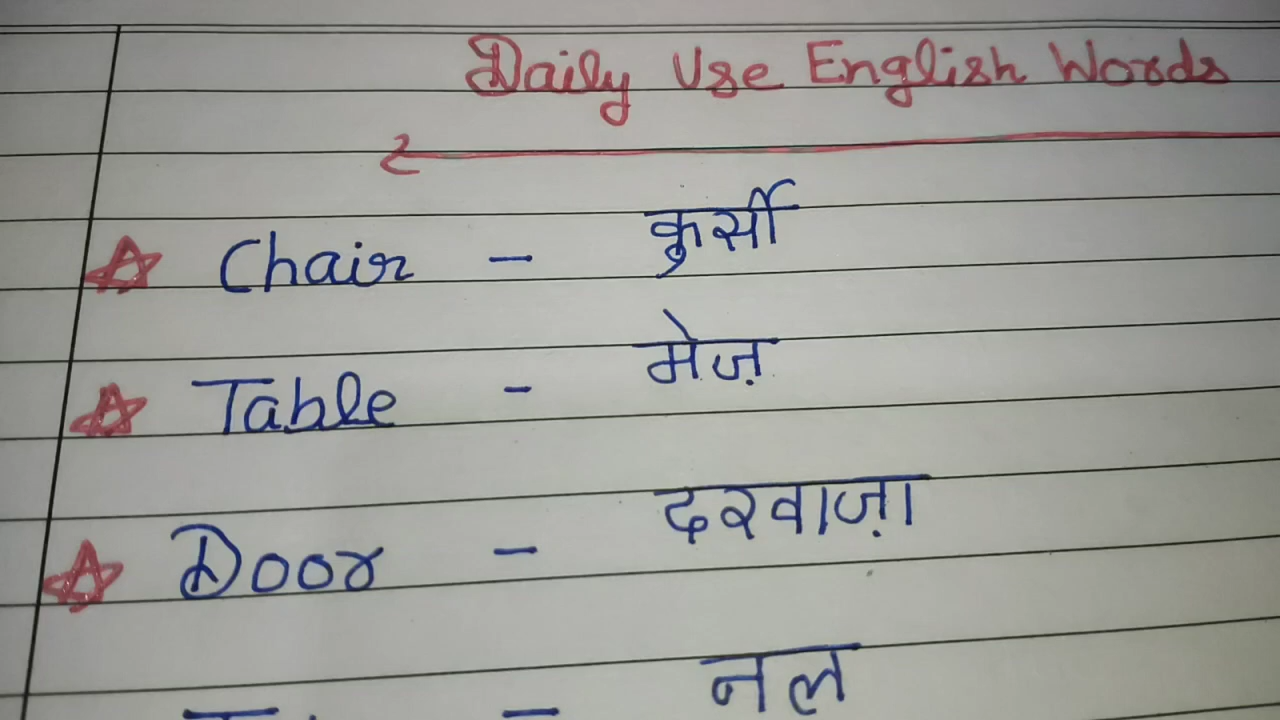 Daily Use English Words
☆ Chair - कुर्सी
☆ Table - मेज़
☆ Door - दरवाज़ा
- नल